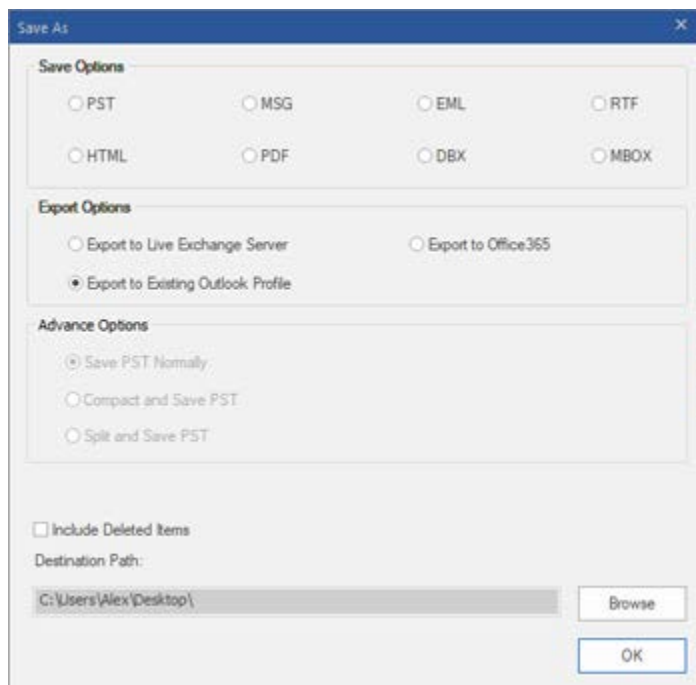 Save As
Save Options
PST MSG EML RTF
HTML PDF DBX MBOX
Export Options
Export to Live Exchange Server Export to Office365
Export to Existing Outlook Profile
Advance Options
Save PST Normally
Compact and Save PST
Split and Save PST
Include Deleted Items
Destination Path:
C:\Users\Alex\Desktop\ Browse
OK